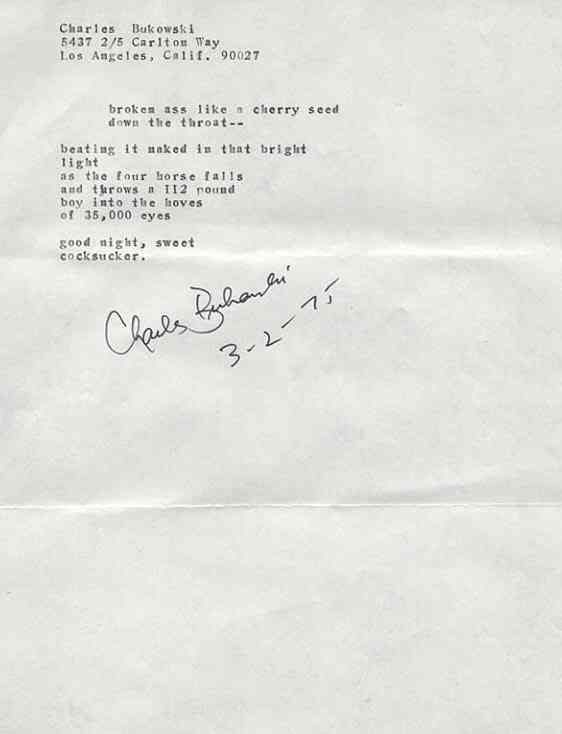 Charles Bukowski
5437 2/5 Carlton Way
Los Angeles, Calif. 90027
broken ass like a cherry seed
down the throat--
beating it naked in that bright
light
as the four horse falls
and throws a 112 pound
boy into the hoves
of 35,000 eyes
good night, sweet
cocksucker.
Charles Bukowski
3-2-75